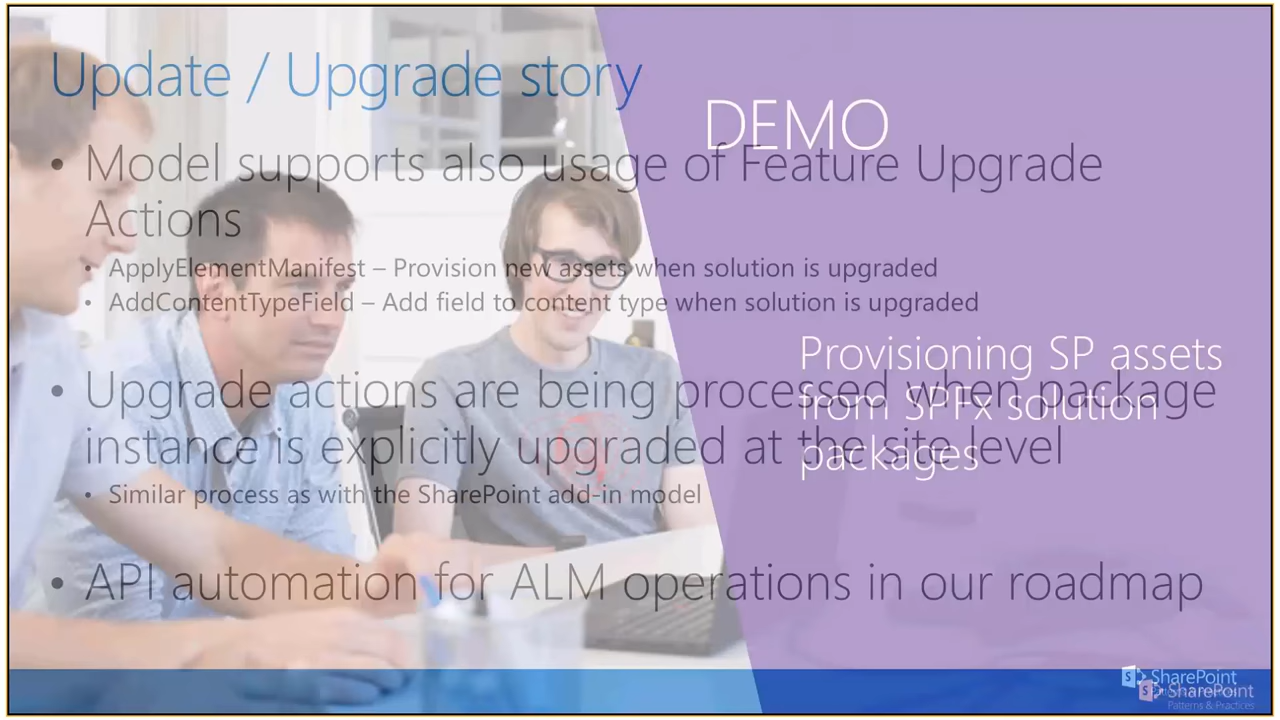 Update / Upgrade story
DEMO
• Model supports also usage of Feature Upgrade
Actions
• ApplyElementManifest – Provision new assets when solution is upgraded
• AddContentTypeField – Add field to content type when solution is upgraded
Provisioning SP assets
from SPFx solution
packages
• Upgrade actions are being processed when package
instance is explicitly upgraded at the site level
• Similar process as with the SharePoint add-in model
• API automation for ALM operations in our roadmap
SharePoint
SharePoint
Patterns & Practices